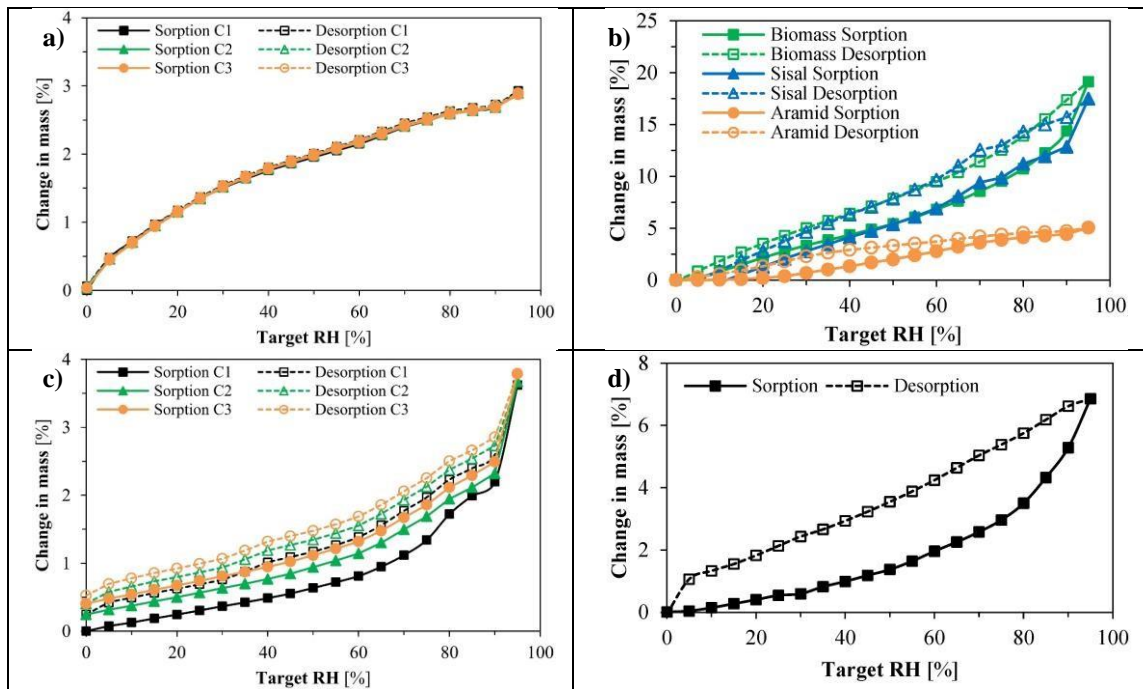 a)
Sorption C1
Desorption C1
Sorption C2
Desorption C2
Sorption C3
Desorption C3
Change in mass [%]
4
3
2
1
0
0 20 40 60 80 100
Target RH [%]
b)
Biomass Sorption
Biomass Desorption
Sisal Sorption
Sisal Desorption
Aramid Sorption
Aramid Desorption
Change in mass [%]
25
20
15
10
5
0
0 20 40 60 80 100
Target RH [%]
c)
Sorption C1
Desorption C1
Sorption C2
Desorption C2
Sorption C3
Desorption C3
Change in mass [%]
4
3
2
1
0
0 20 40 60 80 100
Target RH [%]
d)
Sorption
Desorption
Change in mass [%]
8
6
4
2
0
0 20 40 60 80 100
Target RH [%]